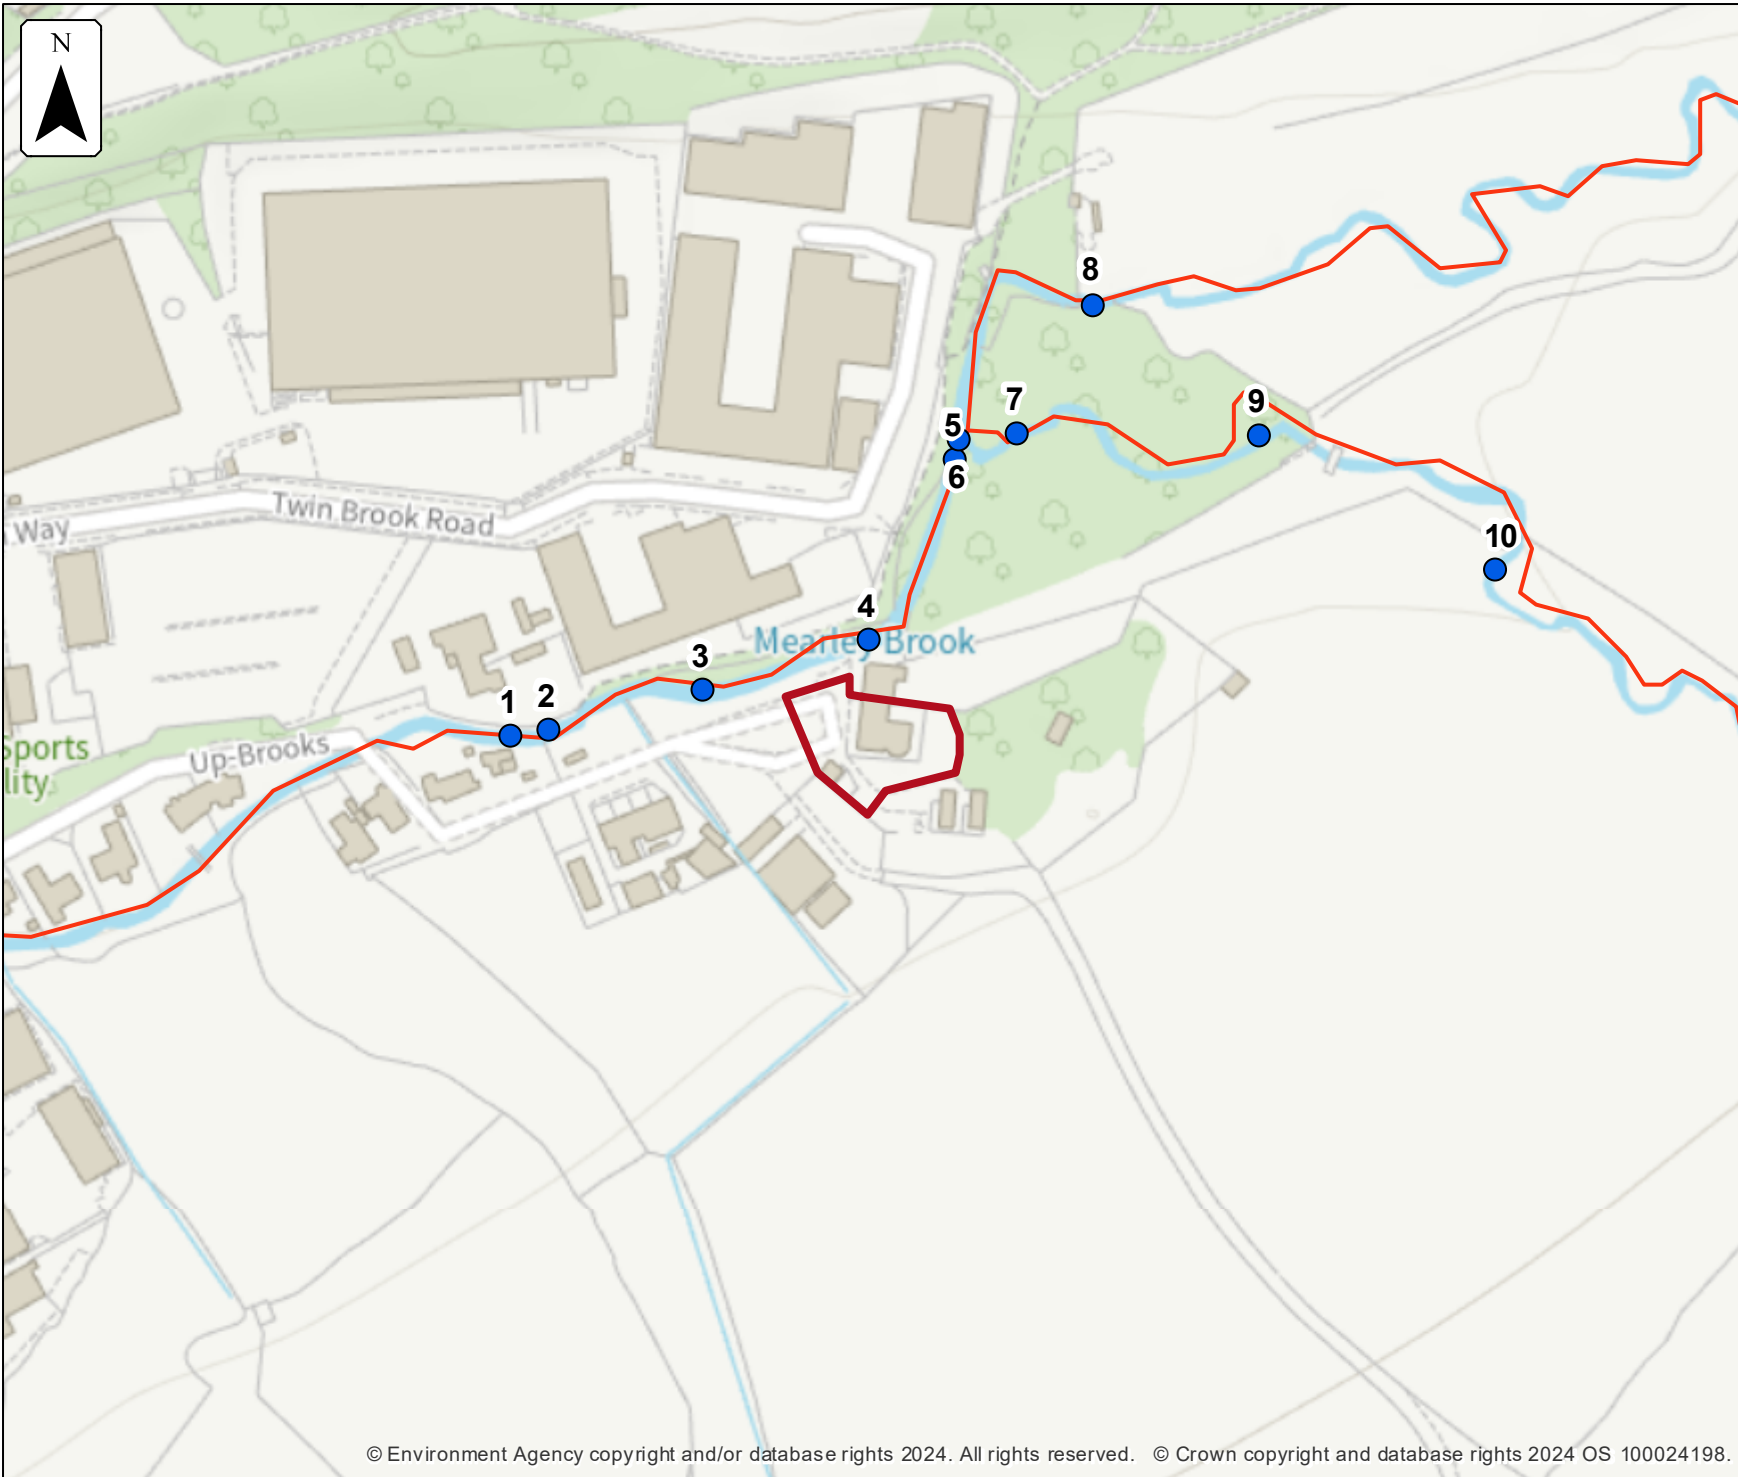 N
8
7
9
5
6
10
Twin Brook Road
Way
4
Mearley Brook
3
1
2
Sports
lity
Up-Brooks
© Environment Agency copyright and/or database rights 2024. All rights reserved. © Crown copyright and database rights 2024 OS 100024198.